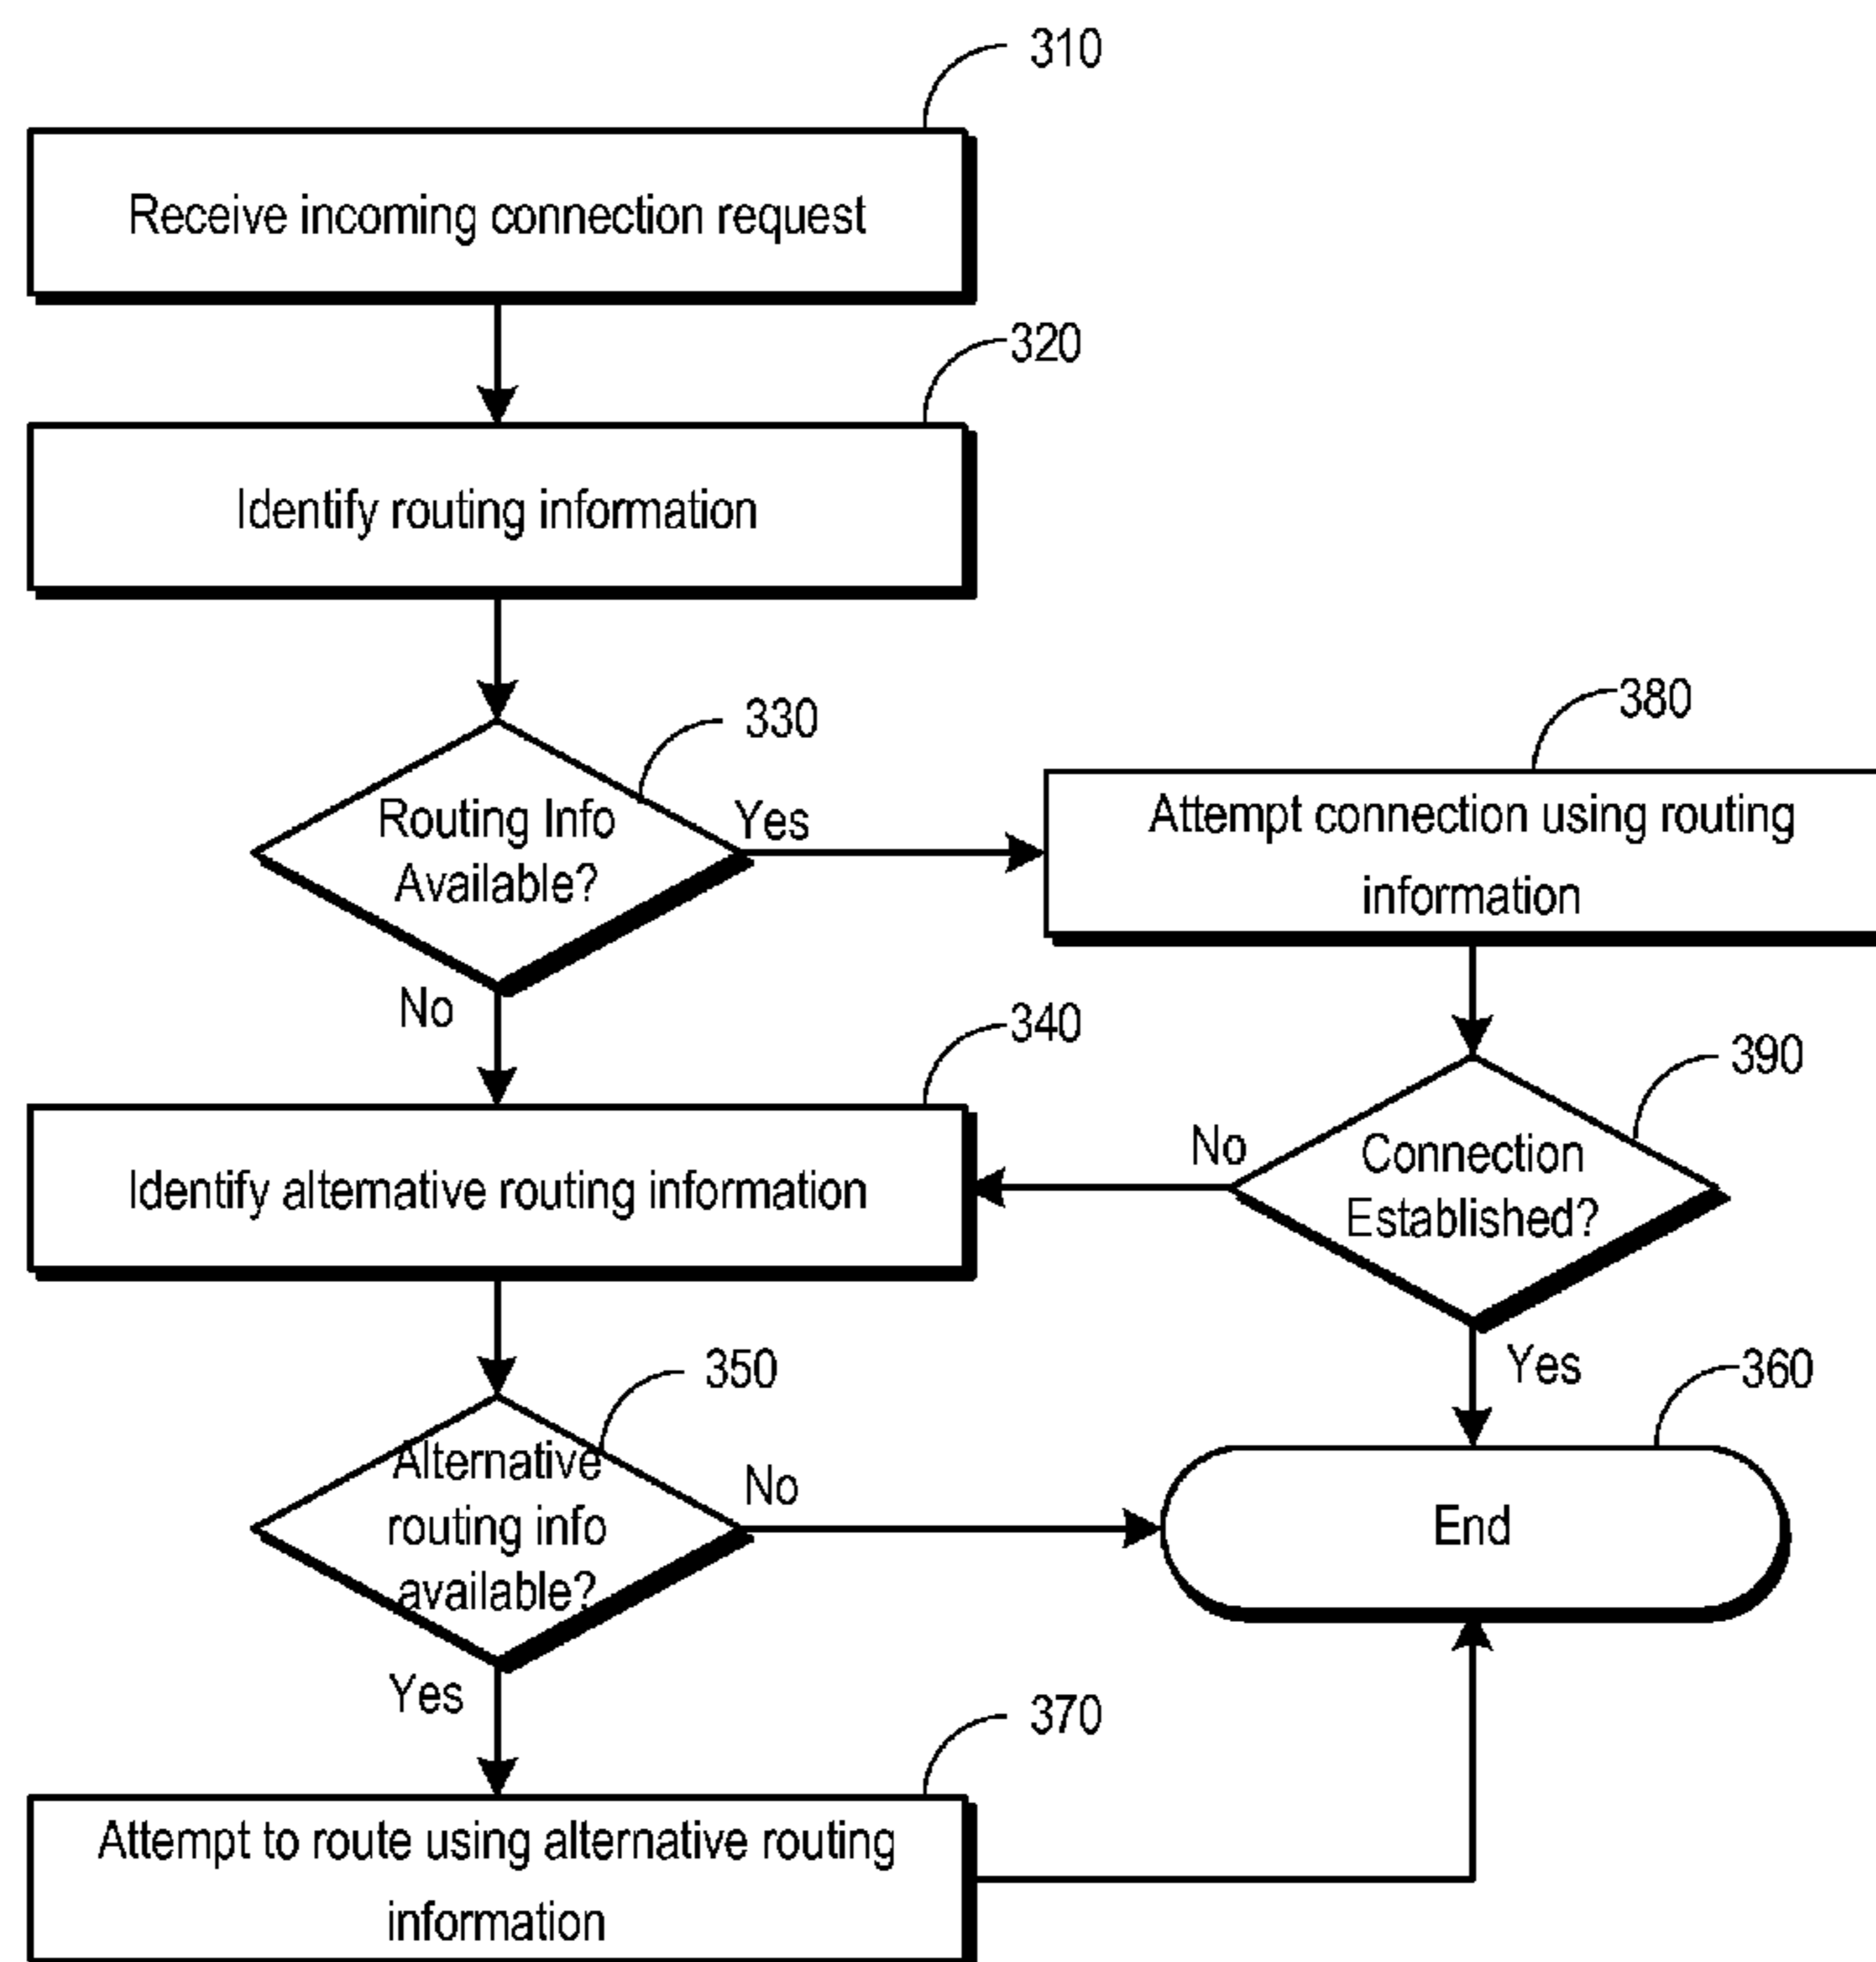 310
Receive incoming connection request
320
Identify routing information
330
Routing Info
Available?
Yes
No
380
Attempt connection using routing
information
340
Identify alternative routing information
390
Connection
Established?
No
Yes
350
Alternative
routing info
available?
No
Yes
360
End
370
Attempt to route using alternative routing
information